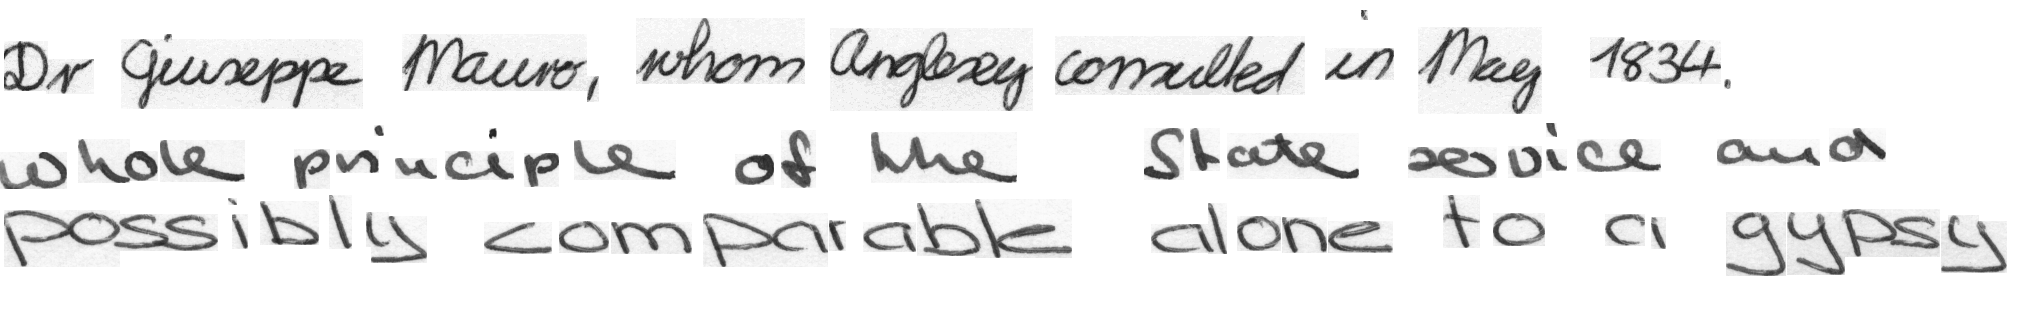 Dr Giuseppe Mauro, whom Anglesey consulted in May 1834.
whole principle of the State service and
possibly comparable alone to a gypsy